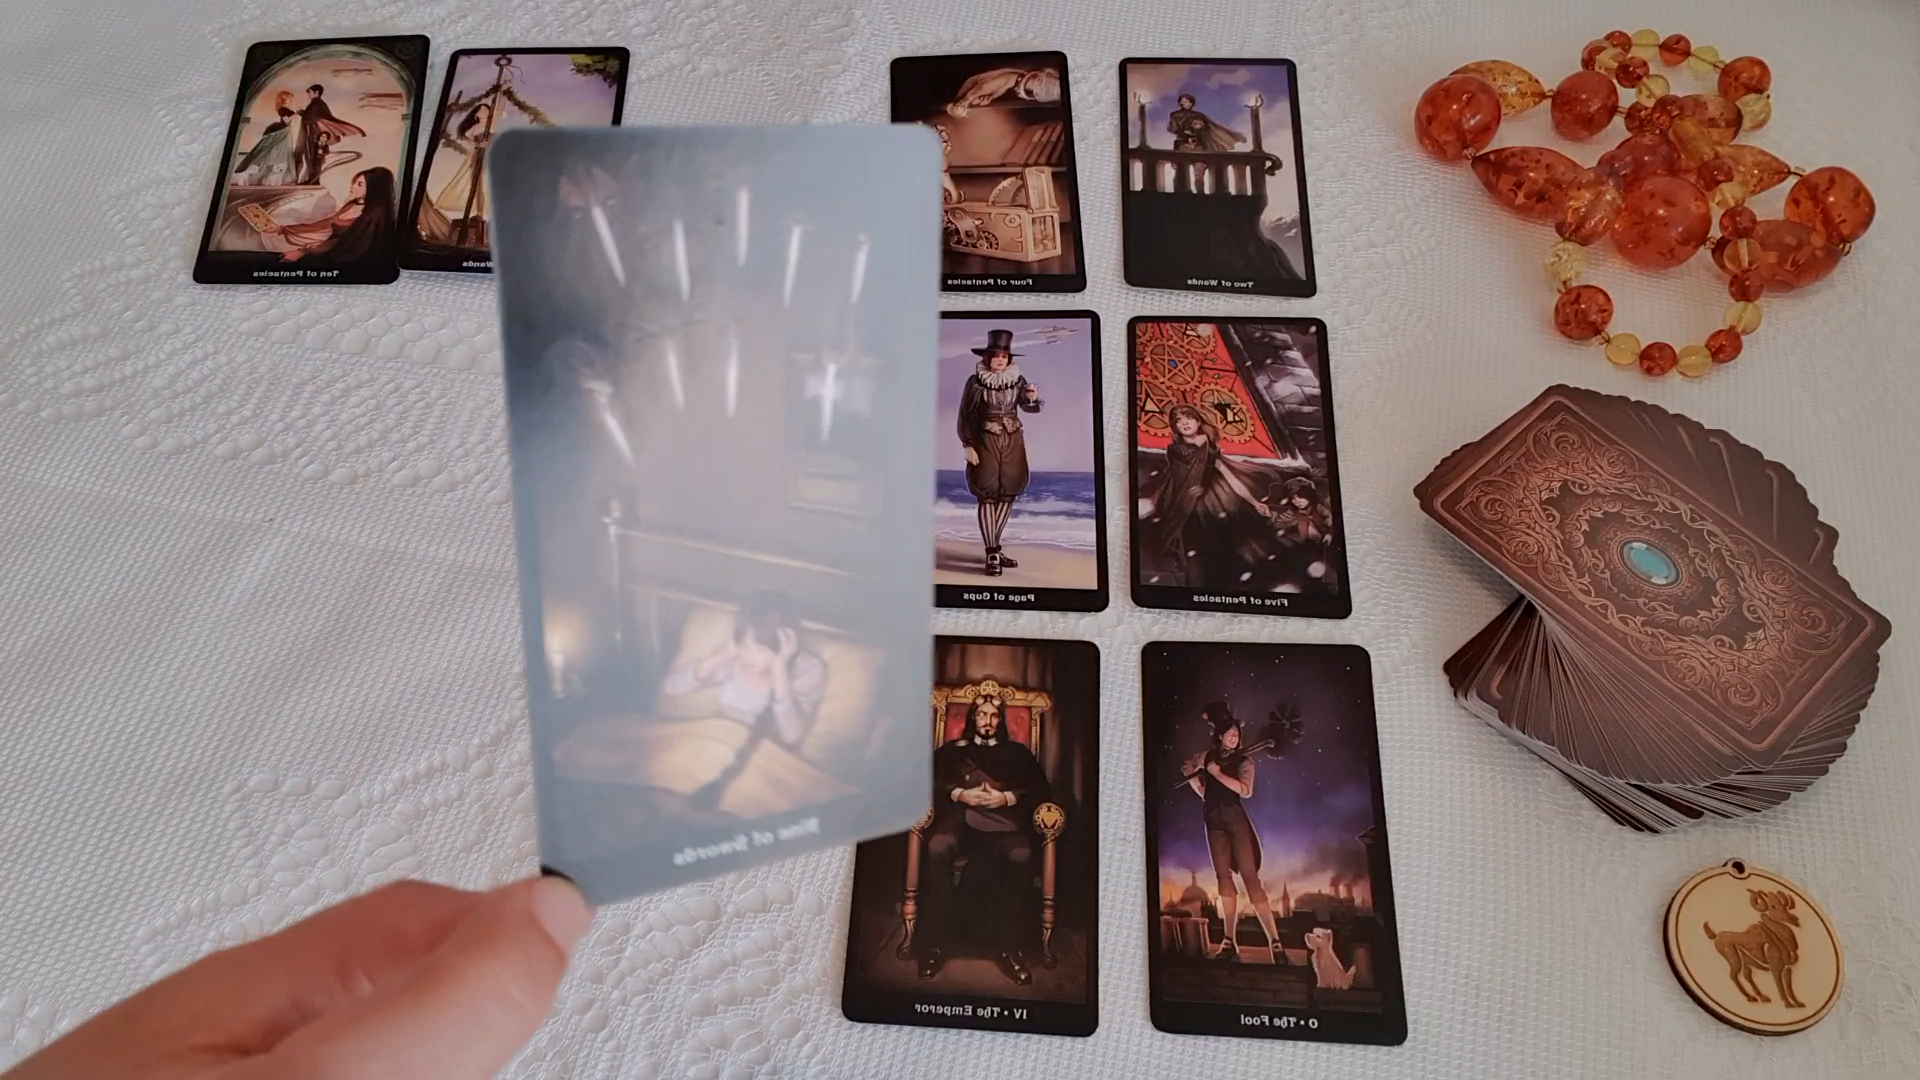 Ten of Pentacles
Wands
Four of Pentacles
Two of Wands
Page of Cups
Five of Pentacles
Nine of Swords
IV • The Emperor
0 • The Fool